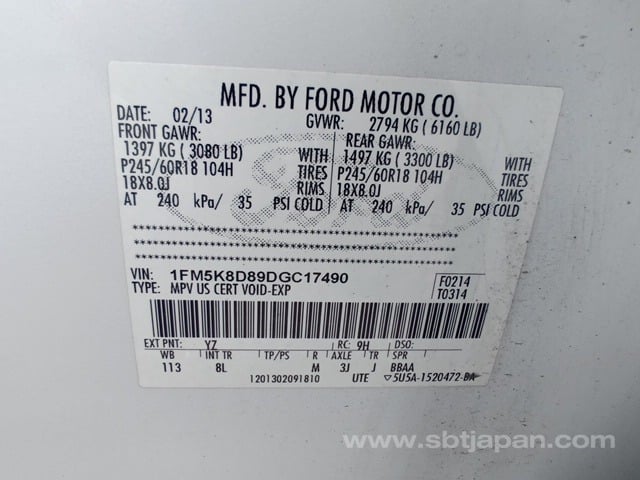 MFD. BY FORD MOTOR CO.
DATE: 02/13 GVWR: 2794 KG ( 6160 LB)
FRONT GAWR: REAR GAWR:
1397 KG ( 3080 LB) WITH 1497 KG ( 3300 LB) WITH
P245/60R18 104H TIRES P245/60R18 104H TIRES
18X8.0J RIMS 18X8.0J RIMS
AT 240 kPa/ 35 PSI COLD AT 240 kPa/ 35 PSI COLD
VIN: 1FM5K8D89DGC17490 F0214
TYPE: MPV US CERT VOID-EXP T0314
EXT PNT: YZ RC: 9H DSO:
WB INT TR TP/PS R AXLE TR SPR
113 8L M 3J J BBAA
1201302091810 UTE ▽5U5A-1520472-BA
www.sbtjapan.com